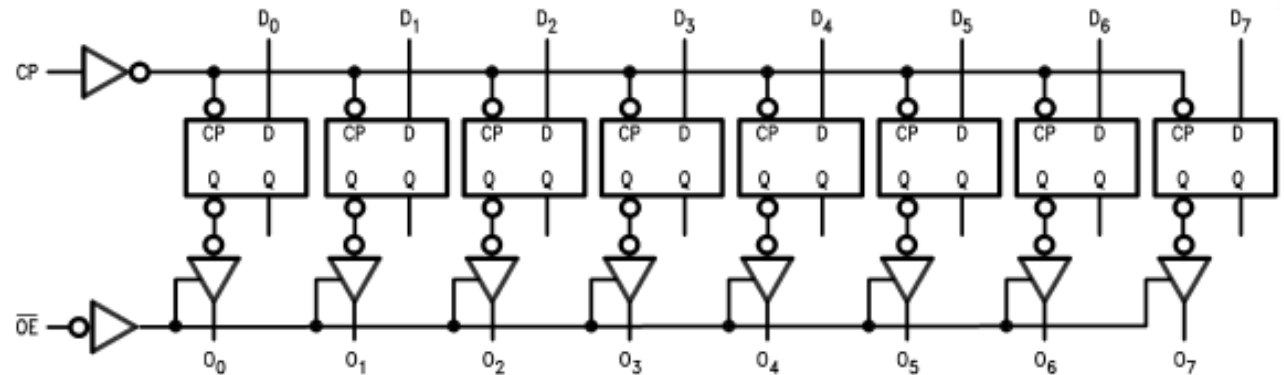 D₀ D₁ D₂ D₃ D₄ D₅ D₆ D₇
CP
CP D CP D CP D CP D CP D CP D CP D CP D
Q Q Q Q Q Q Q Q Q Q Q Q Q Q Q Q
O̅E̅
O₀ O₁ O₂ O₃ O₄ O₅ O₆ O₇